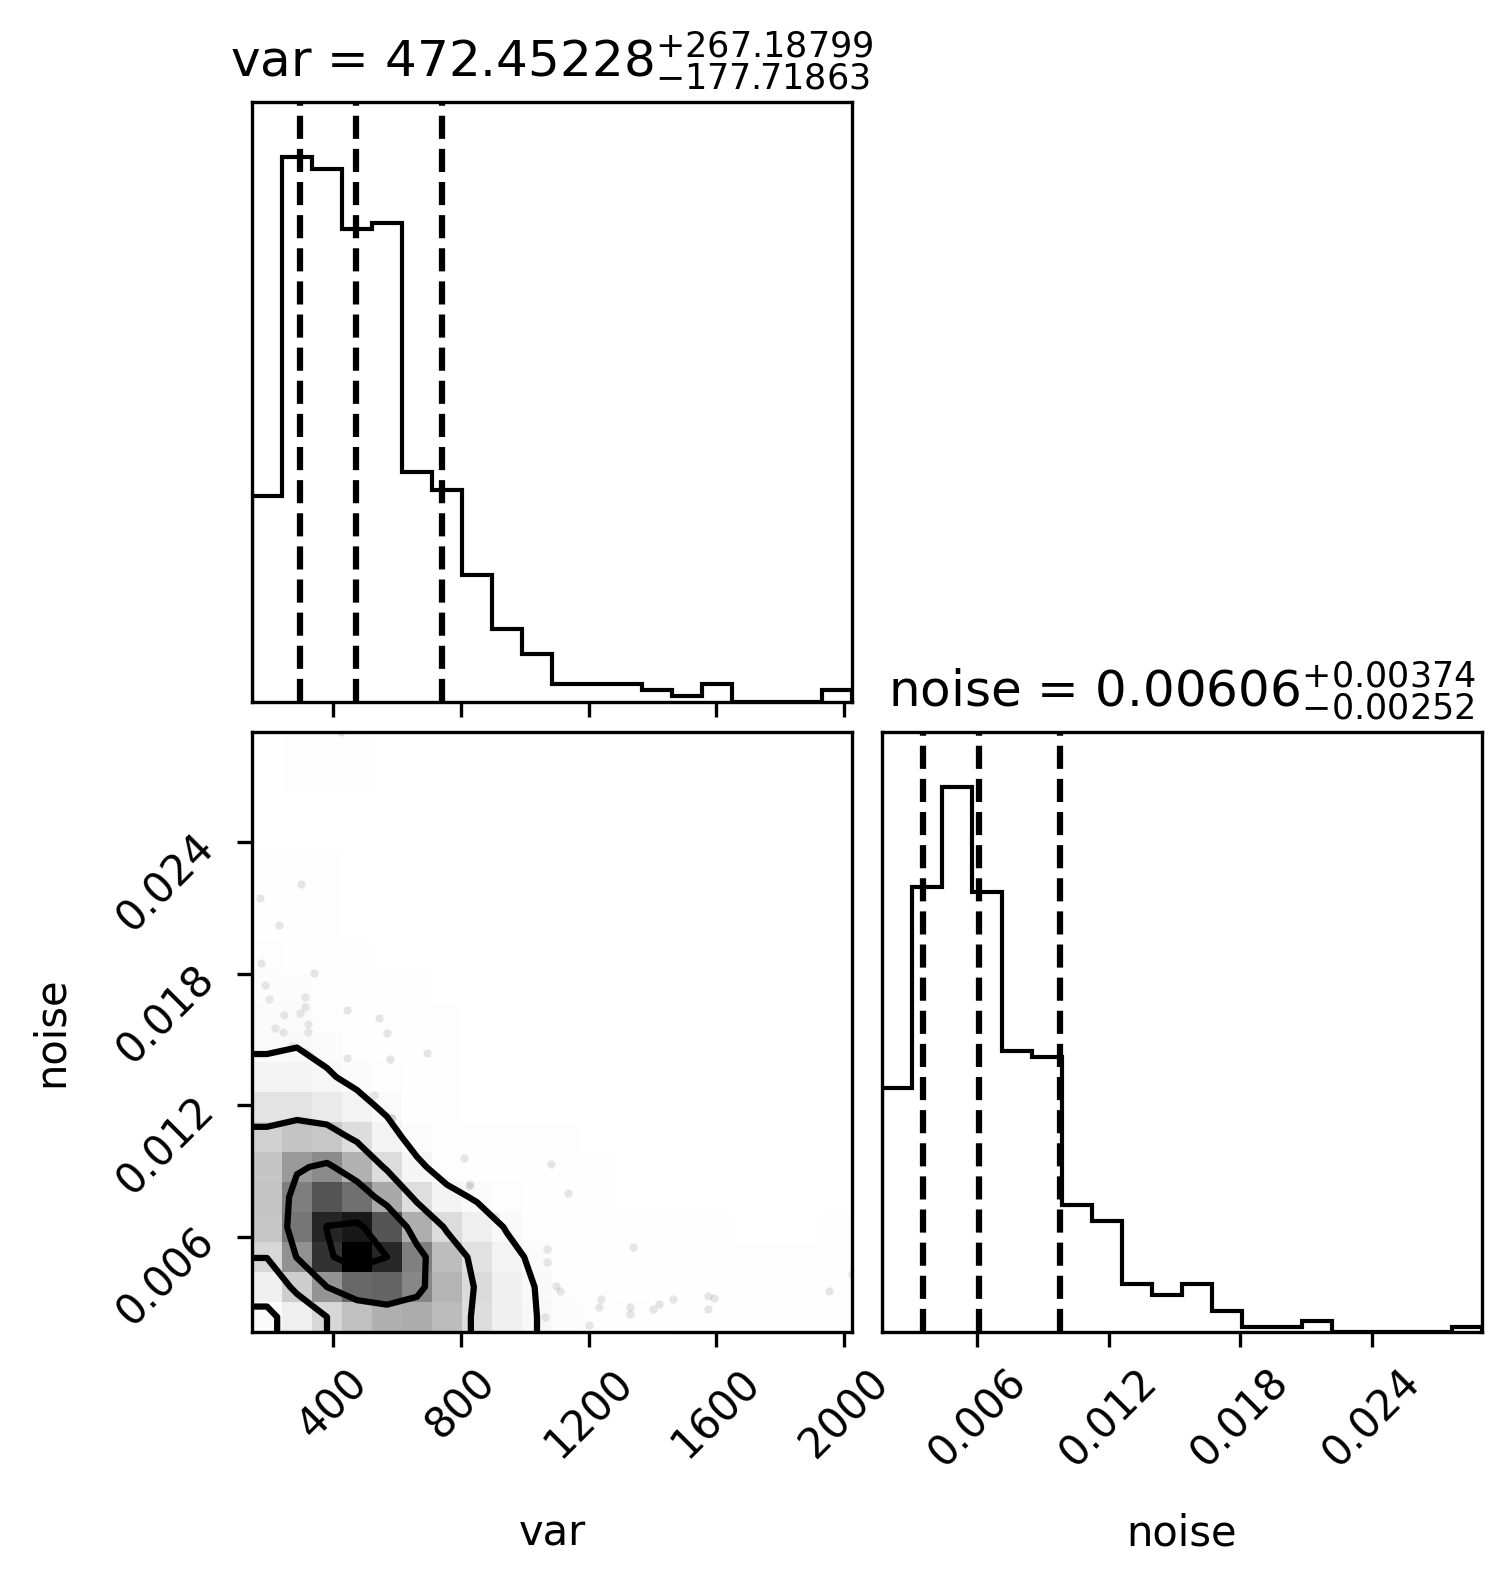 var = 472.45228+267.18799−177.71863
noise = 0.00606+0.00374−0.00252
noise
0.024
0.018
0.012
0.006
400 800 1200 1600 2000
0.006 0.012 0.018 0.024
var
noise